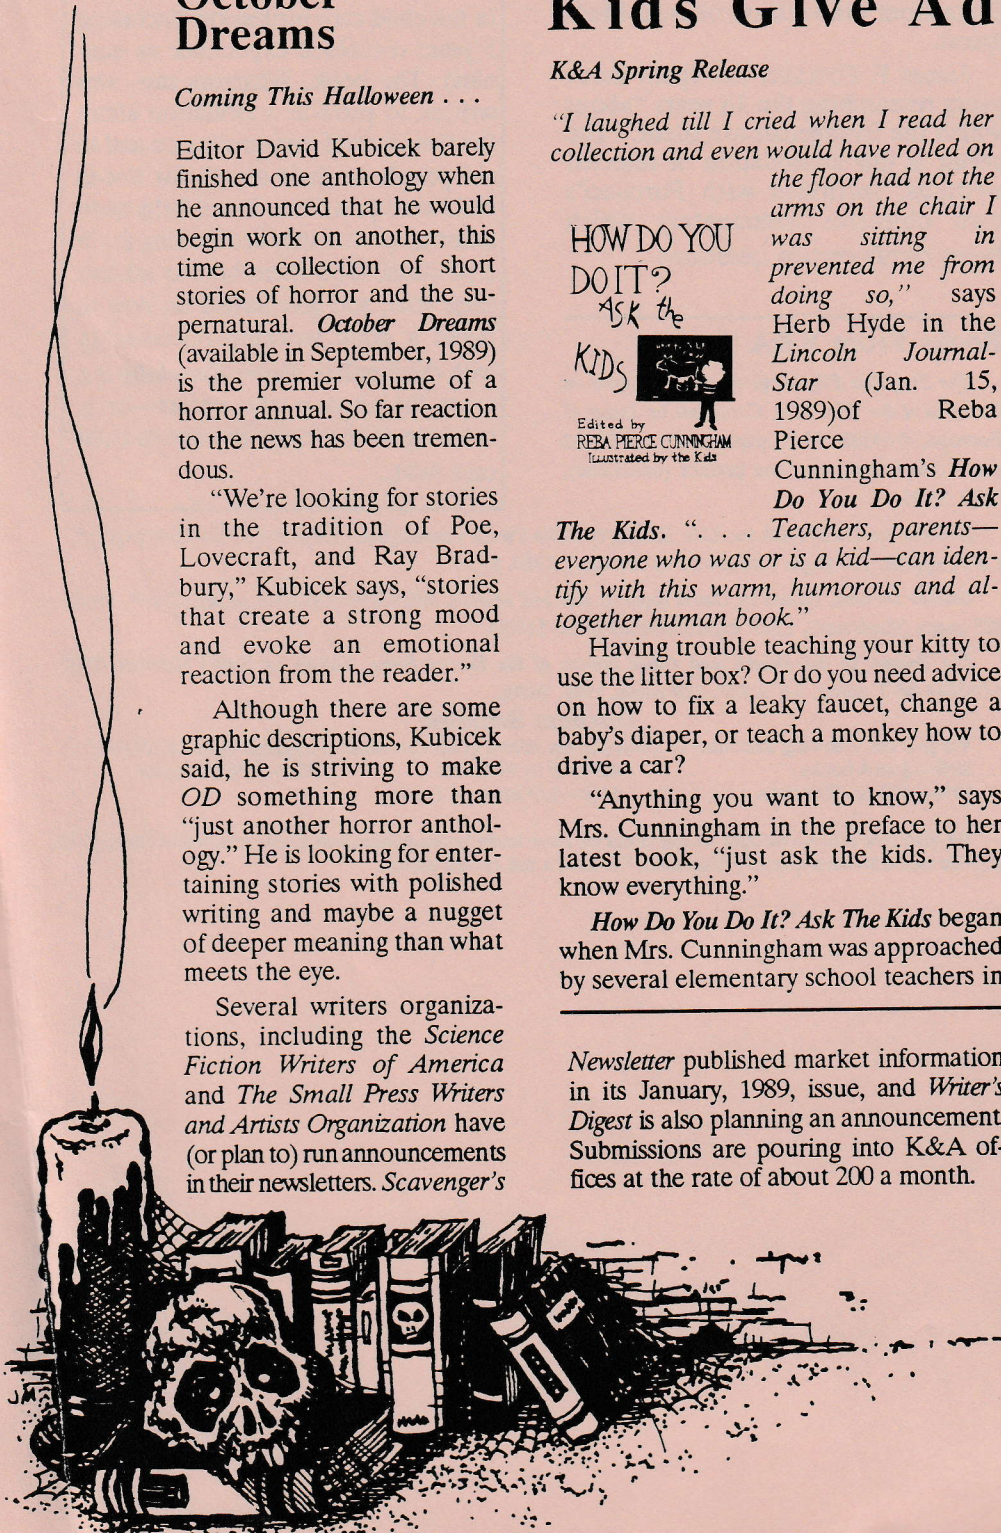 October
Dreams
Coming This Halloween . . .
Editor David Kubicek barely
finished one anthology when
he announced that he would
begin work on another, this
time a collection of short
stories of horror and the su-
pernatural. October Dreams
(available in September, 1989)
is the premier volume of a
horror annual. So far reaction
to the news has been tremen-
dous.
“We’re looking for stories
in the tradition of Poe,
Lovecraft, and Ray Brad-
bury,” Kubicek says, “stories
that create a strong mood
and evoke an emotional
reaction from the reader.”
Although there are some
graphic descriptions, Kubicek
said, he is striving to make
OD something more than
“just another horror anthol-
ogy.” He is looking for enter-
taining stories with polished
writing and maybe a nugget
of deeper meaning than what
meets the eye.
Several writers organiza-
tions, including the Science
Fiction Writers of America
and The Small Press Writers
and Artists Organization have
(or plan to) run announcements
in their newsletters. Scavenger’s
Newsletter published market information
in its January, 1989, issue, and Writer’s
Digest is also planning an announcement.
Submissions are pouring into K&A of-
fices at the rate of about 200 a month.
Kids Give Ad
K&A Spring Release
“I laughed till I cried when I read her
collection and even would have rolled on
the floor had not the
arms on the chair I
was sitting in
prevented me from
doing so,” says
Herb Hyde in the
Lincoln Journal-
Star (Jan. 15,
1989)of Reba
Pierce
Cunningham’s How
Do You Do It? Ask
The Kids. “. . . Teachers, parents—
everyone who was or is a kid—can iden-
tify with this warm, humorous and al-
together human book.”
Having trouble teaching your kitty to
use the litter box? Or do you need advice
on how to fix a leaky faucet, change a
baby’s diaper, or teach a monkey how to
drive a car?
“Anything you want to know,” says
Mrs. Cunningham in the preface to her
latest book, “just ask the kids. They
know everything.”
How Do You Do It? Ask The Kids began
when Mrs. Cunningham was approached
by several elementary school teachers in
HOW DO YOU
DO IT?
ASK the
KIDS
Edited by
REBA PIERCE CUNNINGHAM
Illustrated by the Kids
JM